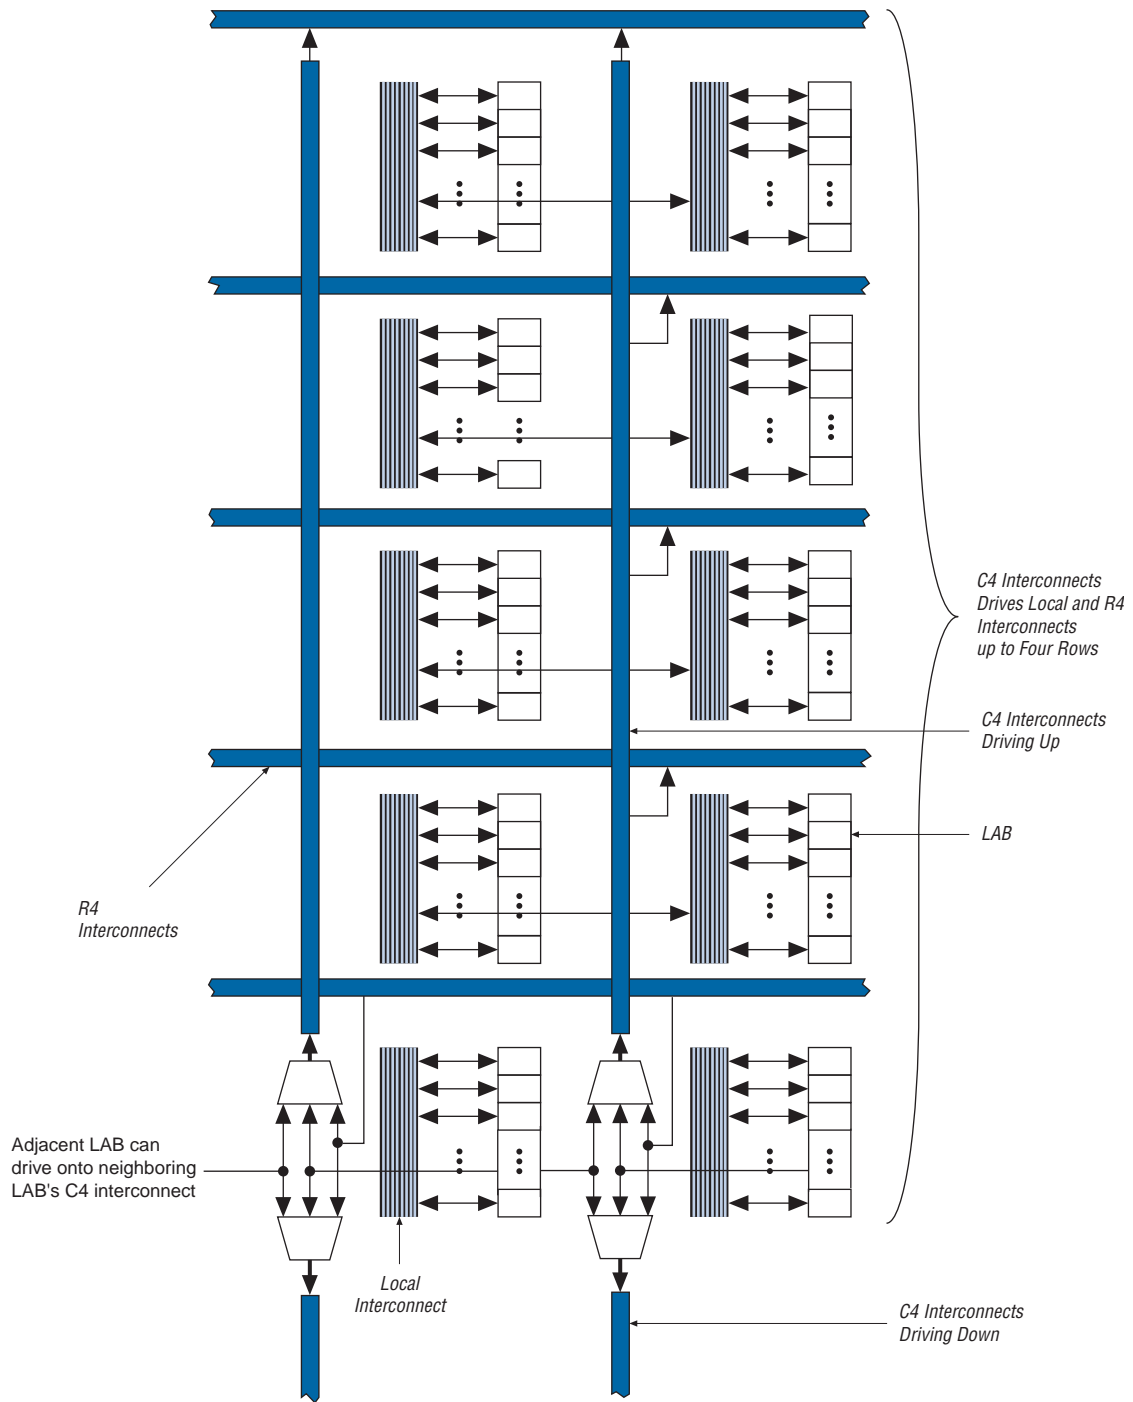 C4 Interconnects
Drives Local and R4
Interconnects
up to Four Rows
C4 Interconnects
Driving Up
LAB
R4
Interconnects
Adjacent LAB can
drive onto neighboring
LAB's C4 interconnect
Local
Interconnect
C4 Interconnects
Driving Down